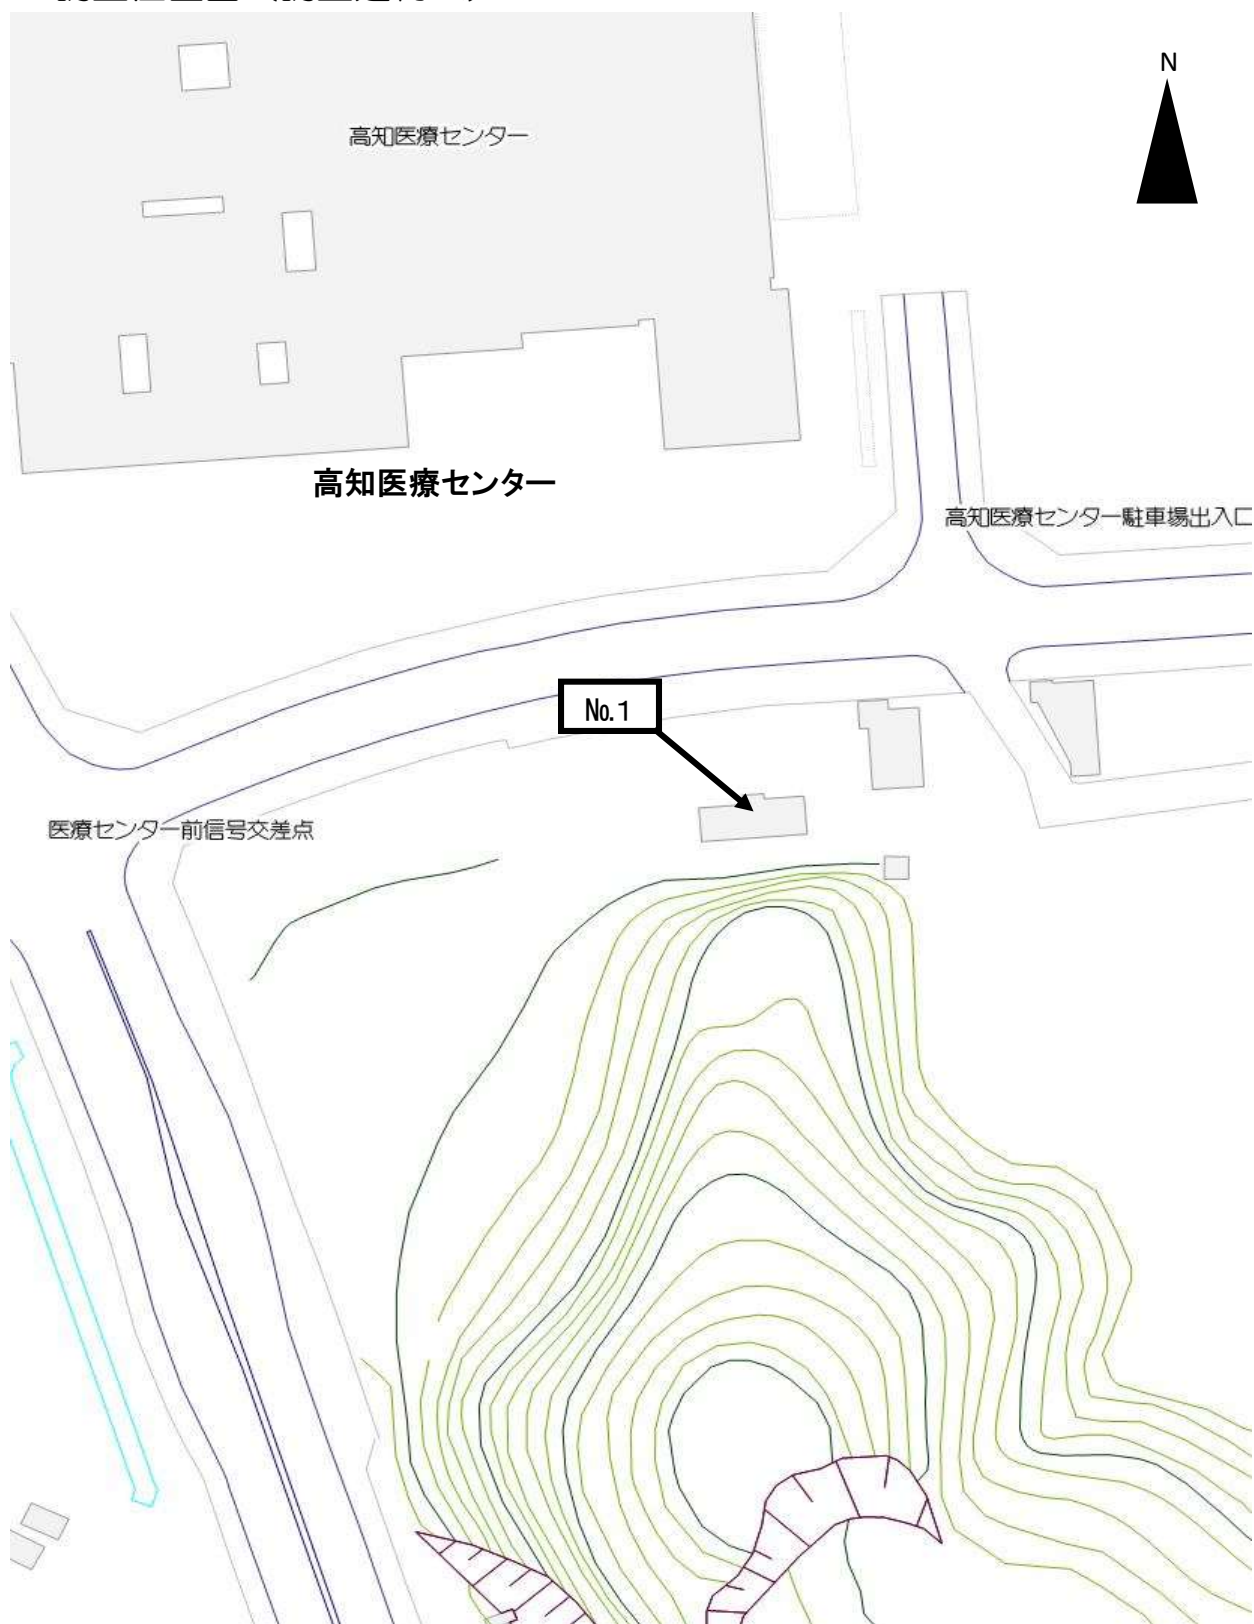 N
高知医療センター
高知医療センター
高知医療センター駐車場出入口
№.1
医療センター前信号交差点